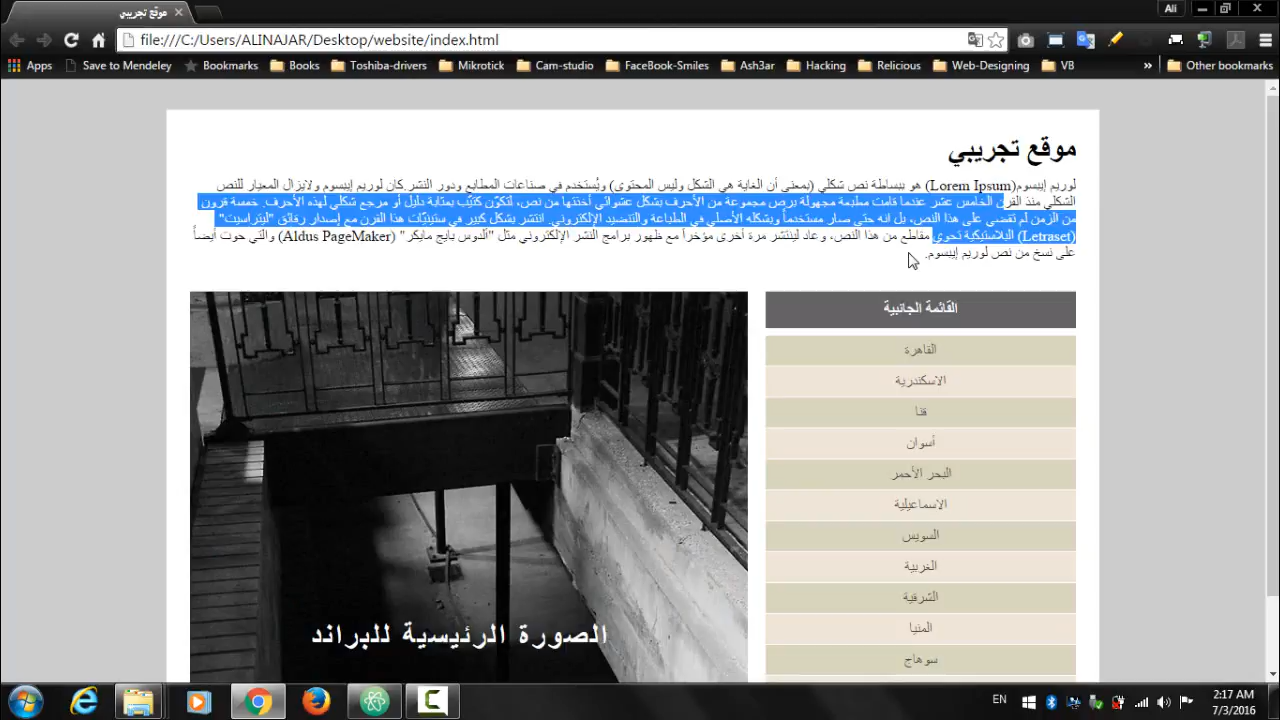 موقع تجريبي
Ali
file:///C:/Users/ALINAJAR/Desktop/website/index.html
Apps Save to Mendeley Bookmarks Books Toshiba-drivers Mikrotick Cam-studio FaceBook-Smiles Ash3ar Hacking Relicious Web-Designing VB » Other bookmarks
موقع تجريبي
لوريم إيبسوم(Lorem Ipsum) هو ببساطة نص شكلي (بمعنى أن الغاية هي الشكل وليس المحتوى) ويُستخدم في صناعات المطابع ودور النشر. كان لوريم إيبسوم ولايزال المعيار للنص
الشكلي منذ القرن الخامس عشر عندما قامت مطبعة مجهولة برص مجموعة من الأحرف بشكل عشوائي أخذتها من نص، لتكوّن كتيّب بمثابة دليل أو مرجع شكلي لهذه الأحرف. خمسة قرون
من الزمن لم تقضي على هذا النص، بل انه حتى صار مستخدماً وبشكله الأصلي في الطباعة والتنضيد الإلكتروني. انتشر بشكل كبير في ستينيّات هذا القرن مع إصدار رقائق "ليتراسيت"
(Letraset) البلاستيكية تحوي مقاطع من هذا النص، وعاد لينتشر مرة أخرى مؤخراَ مع ظهور برامج النشر الإلكتروني مثل "ألدوس بايج مايكر" (Aldus PageMaker) والتي حوت أيضاً
على نسخ من نص لوريم إيبسوم.
القائمة الجانبية
القاهرة
الاسكندرية
قنا
أسوان
البحر الأحمر
الاسماعيلية
السويس
الغربية
الشرقية
المنيا
سوهاج
الصورة الرئيسية للبراند
EN
2:17 AM
7/3/2016